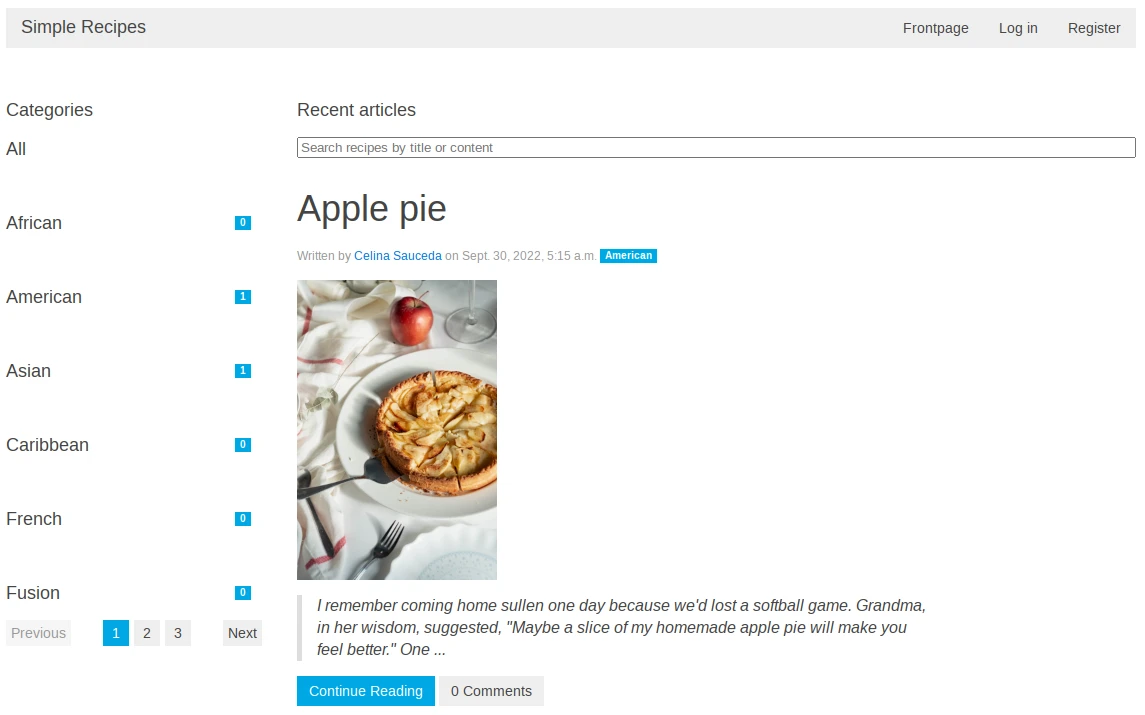 Simple Recipes
Frontpage Log in Register
Categories
All
African 0
American 1
Asian 1
Caribbean 0
French 0
Fusion 0
Previous 1 2 3 Next
Recent articles
Search recipes by title or content
Apple pie
Written by Celina Sauceda on Sept. 30, 2022, 5:15 a.m. American
I remember coming home sullen one day because we'd lost a softball game. Grandma,
in her wisdom, suggested, "Maybe a slice of my homemade apple pie will make you
feel better." One ...
Continue Reading 0 Comments